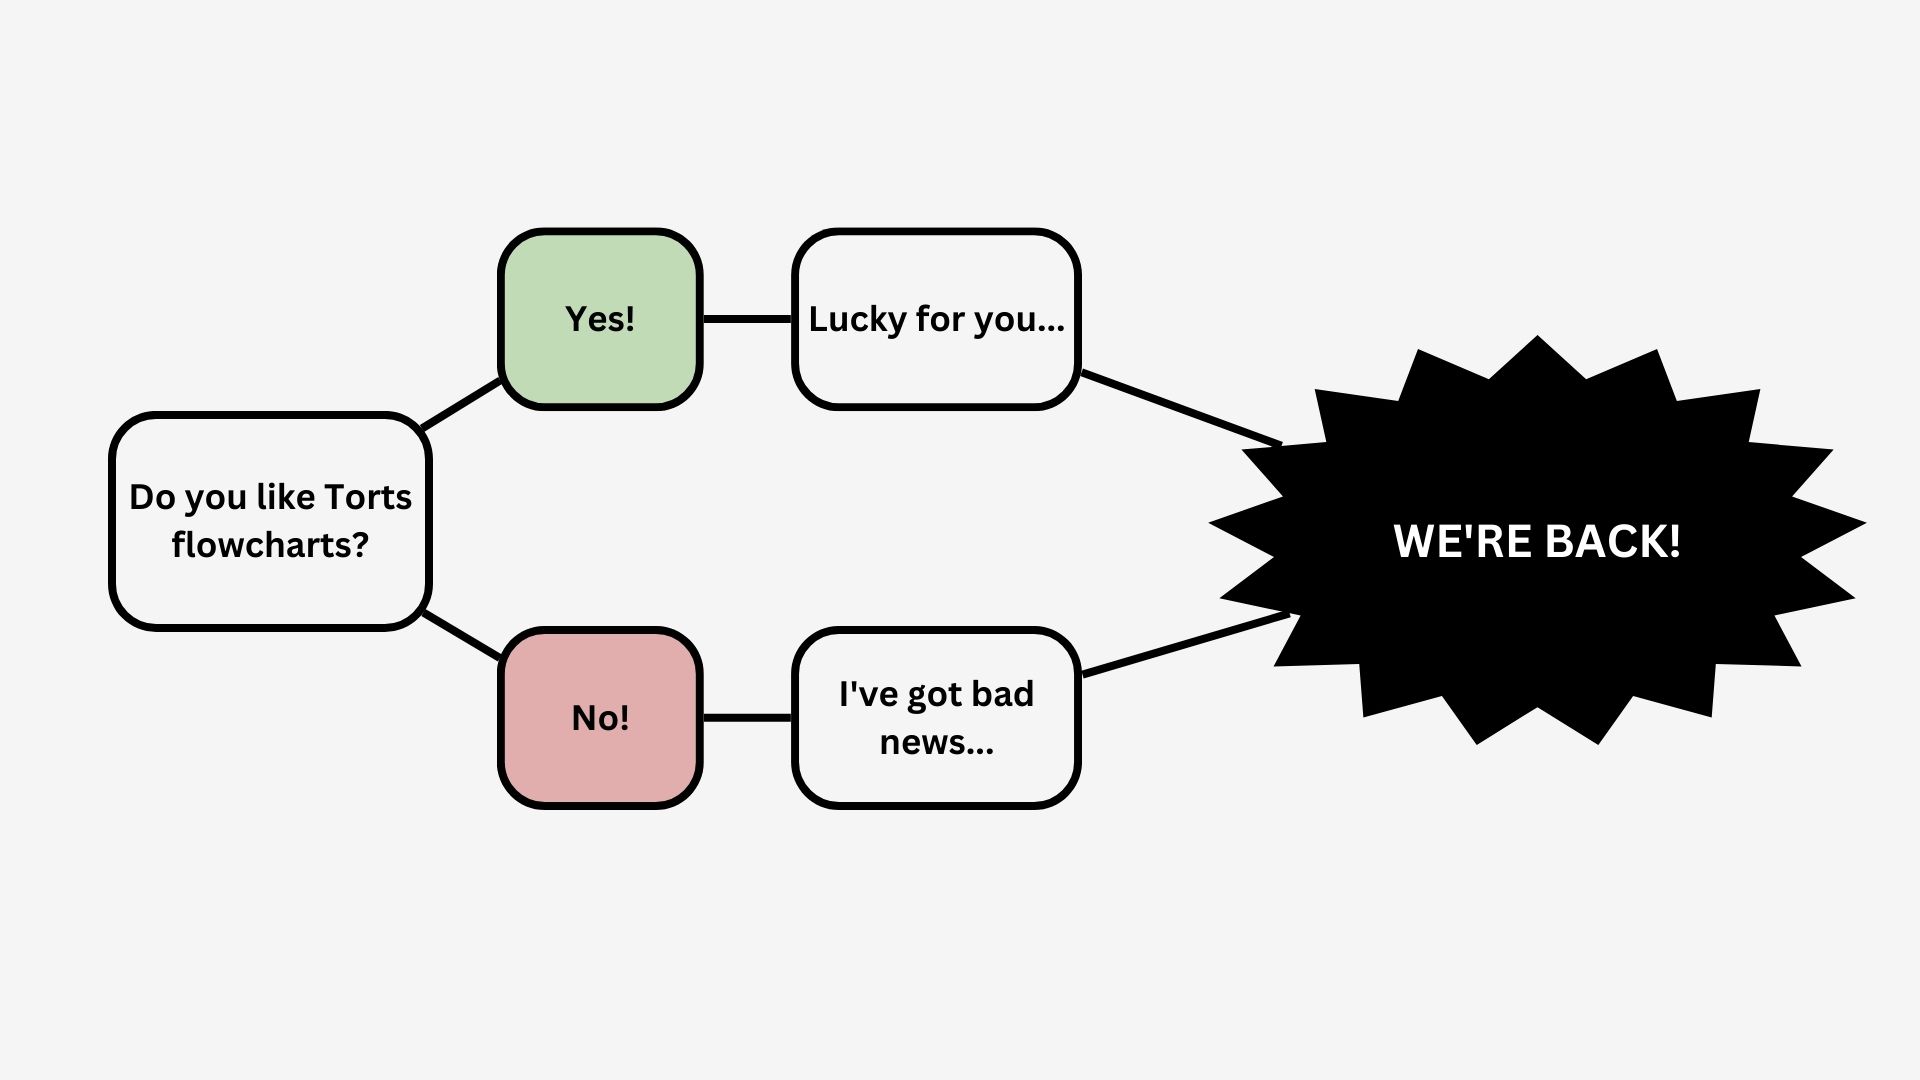 Do you like Torts
flowcharts?
Yes!
Lucky for you...
No!
I've got bad
news...
WE'RE BACK!